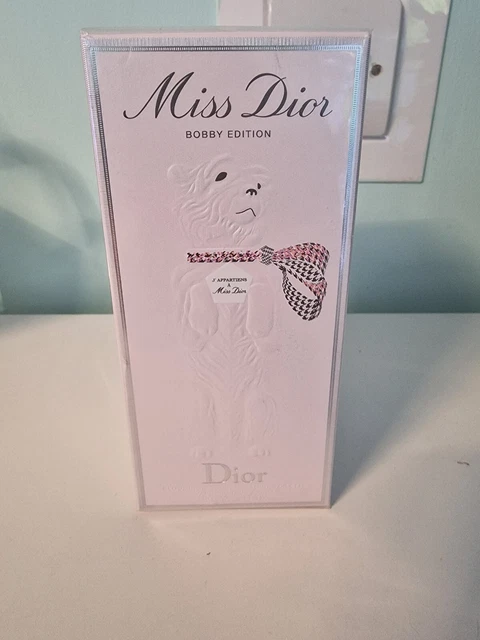 Miss Dior
BOBBY EDITION
J'APPARTIENS
À
Miss Dior
Dior